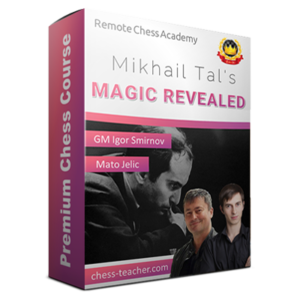 Remote Chess Academy
Mikhail Tal's
MAGIC REVEALED
GM Igor Smirnov
Mato Jelic
chess-teacher.com
Premium Chess Course